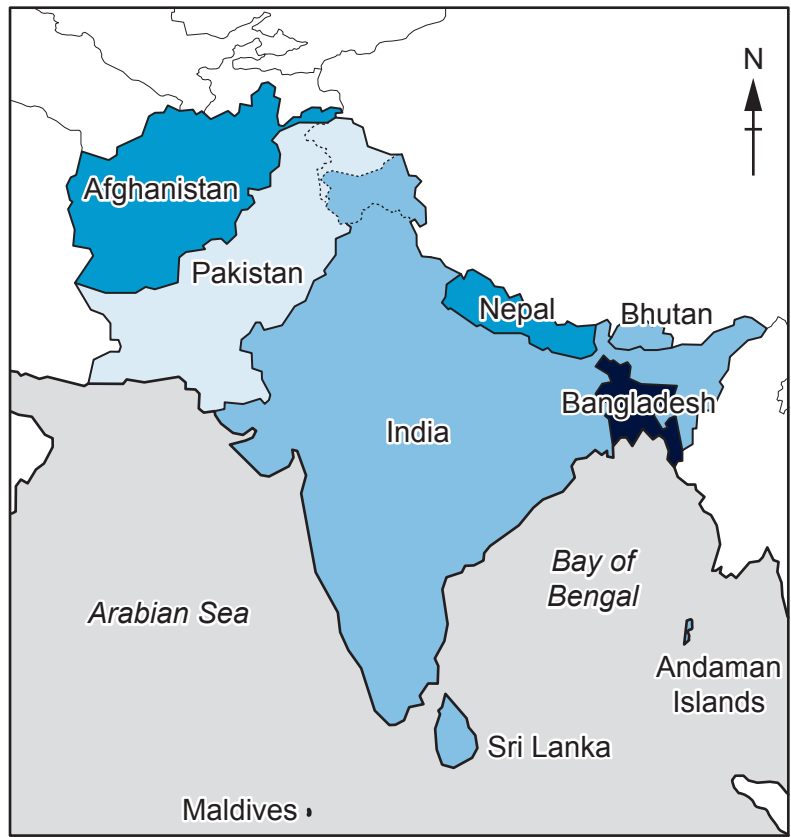 N
Afghanistan
Pakistan
Nepal
Bhutan
Bangladesh
India
Bay of
Bengal
Arabian Sea
Andaman
Islands
Sri Lanka
Maldives